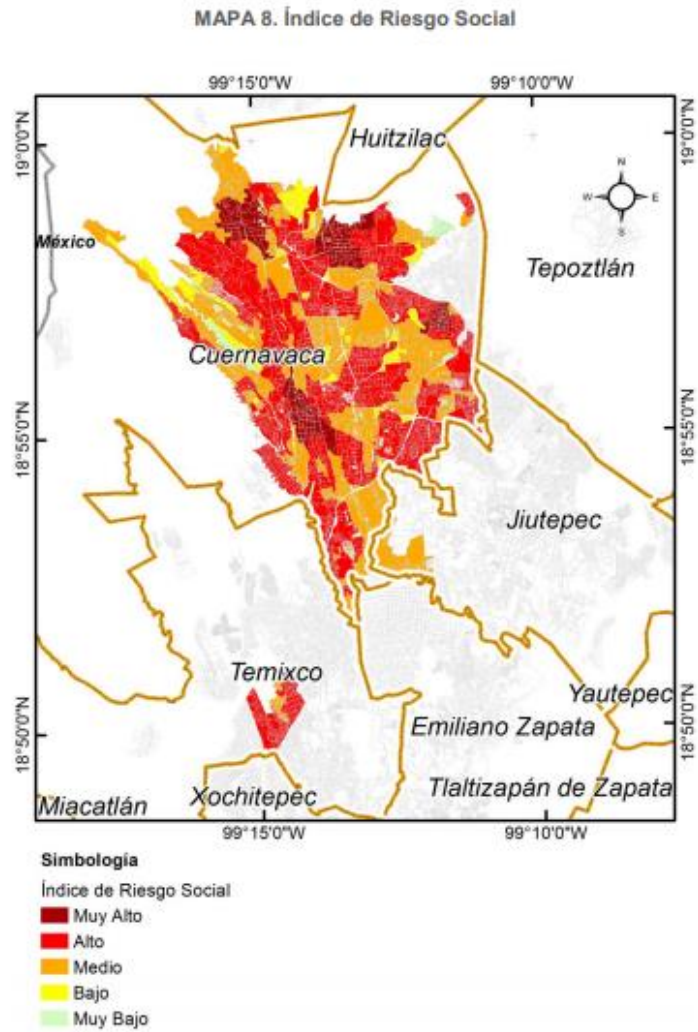 MAPA 8. Índice de Riesgo Social
99°15'0"W
99°10'0"W
19°0'0"N
19°0'0"N
Huitzilac
N
W
E
S
México
Tepoztlán
Cuernavaca
18°55'0"N
18°55'0"N
Jiutepec
Temixco
Yautepec
18°50'0"N
18°50'0"N
Emiliano Zapata
Xochitepec
Tlaltizapán de Zapata
Miacatlán
99°15'0"W
99°10'0"W
Simbología
Índice de Riesgo Social
Muy Alto
Alto
Medio
Bajo
Muy Bajo